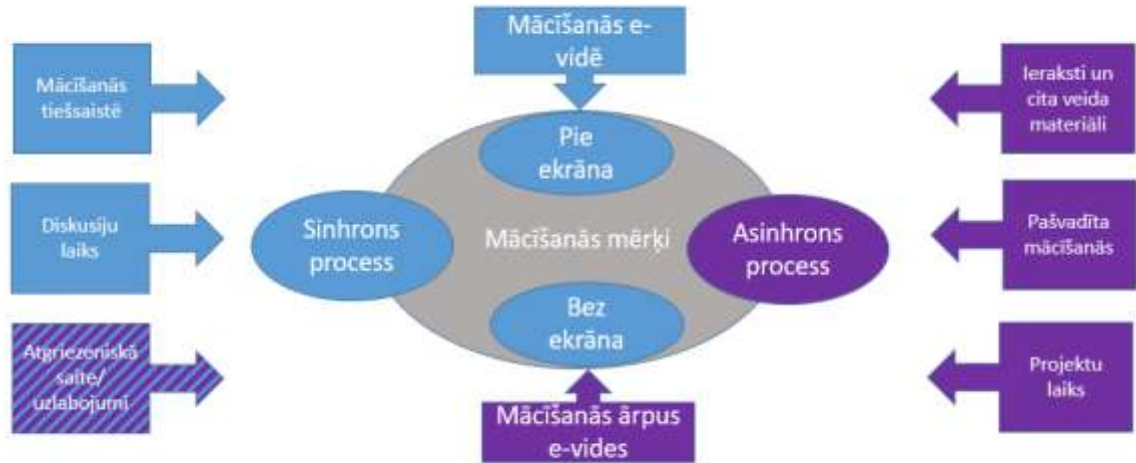 Mācīšanās e-
vidē
Mācīšanās
tiešsaistē
Ieraksti un
cita veida
materiāli
Pie
ekrāna
Diskusiju
laiks
Sinhrons
process
Mācīšanās mērķi
Asinhrons
process
Pašvadīta
mācīšanās
Bez
ekrāna
Atgriezeniskā
saite/
uzlabojumi
Projektu
laiks
Mācīšanās ārpus
e-vides